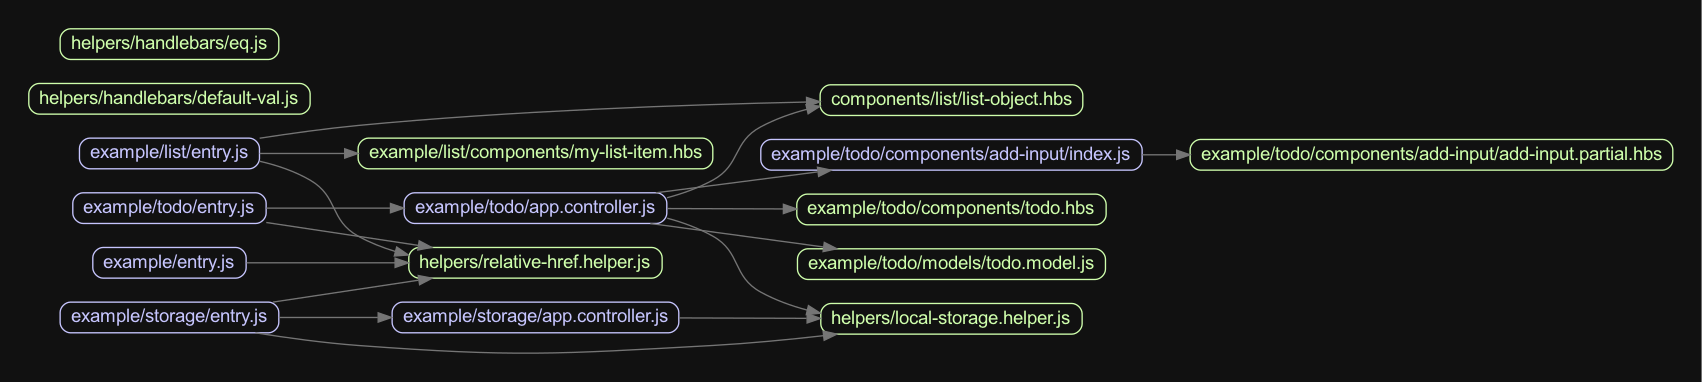 helpers/handlebars/eq.js
helpers/handlebars/default-val.js
components/list/list-object.hbs
example/list/entry.js
example/list/components/my-list-item.hbs
example/todo/components/add-input/index.js
example/todo/components/add-input/add-input.partial.hbs
example/todo/entry.js
example/todo/app.controller.js
example/todo/components/todo.hbs
example/entry.js
helpers/relative-href.helper.js
example/todo/models/todo.model.js
example/storage/entry.js
example/storage/app.controller.js
helpers/local-storage.helper.js